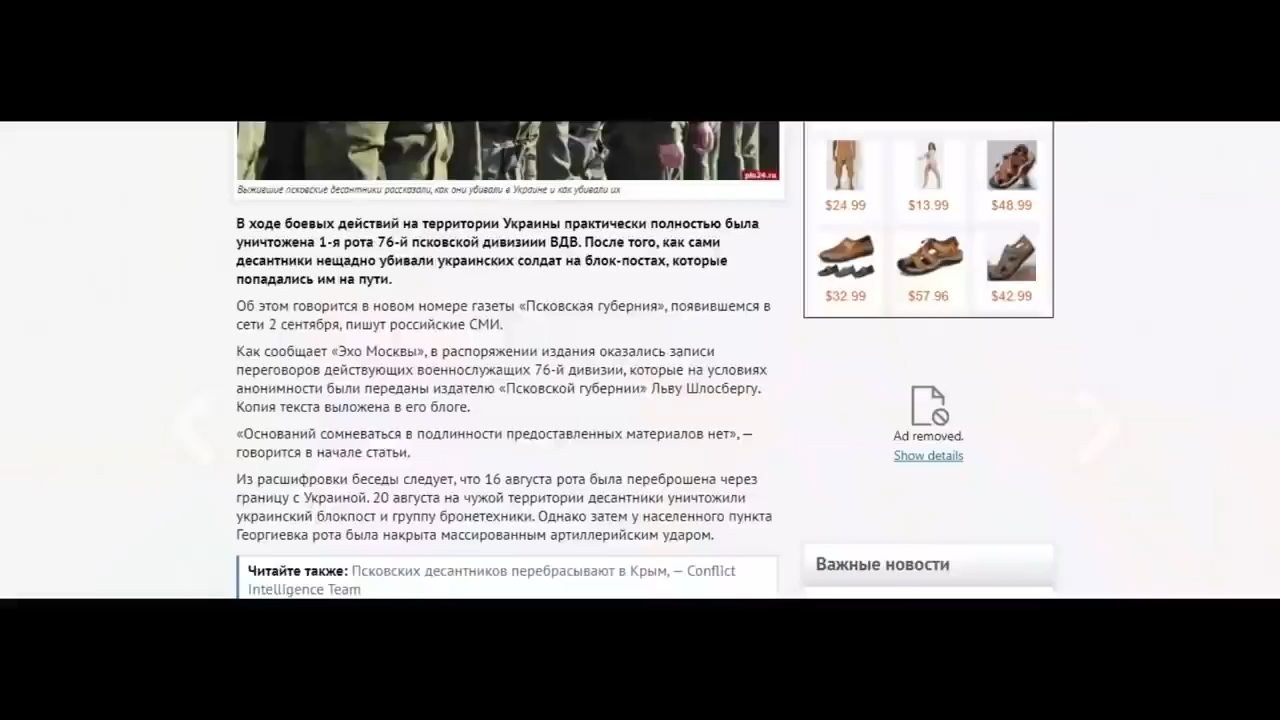 pln24.ru
Выжившие псковские десантники рассказали, как они убивали в Украине и как убивали их
В ходе боевых действий на территории Украины практически полностью была
уничтожена 1-я рота 76-й псковской дивизиии ВДВ. После того, как сами
десантники нещадно убивали украинских солдат на блок-постах, которые
попадались им на пути.
Об этом говорится в новом номере газеты «Псковская губерния», появившемся в
сети 2 сентября, пишут российские СМИ.
Как сообщает «Эхо Москвы», в распоряжении издания оказались записи
переговоров действующих военнослужащих 76-й дивизии, которые на условиях
анонимности были переданы издателю «Псковской губернии» Льву Шлосбергу.
Копия текста выложена в его блоге.
«Оснований сомневаться в подлинности предоставленных материалов нет», —
говорится в начале статьи.
Из расшифровки беседы следует, что 16 августа рота была переброшена через
границу с Украиной. 20 августа на чужой территории десантники уничтожили
украинский блокпост и группу бронетехники. Однако затем у населенного пункта
Георгиевка рота была накрыта массированным артиллерийским ударом.
Читайте также: Псковских десантников перебрасывают в Крым, — Conflict
Intelligence Team
$24.99 $13.99 $48.99
$32.99 $57.96 $42.99
Ad removed.
Show details
Важные новости